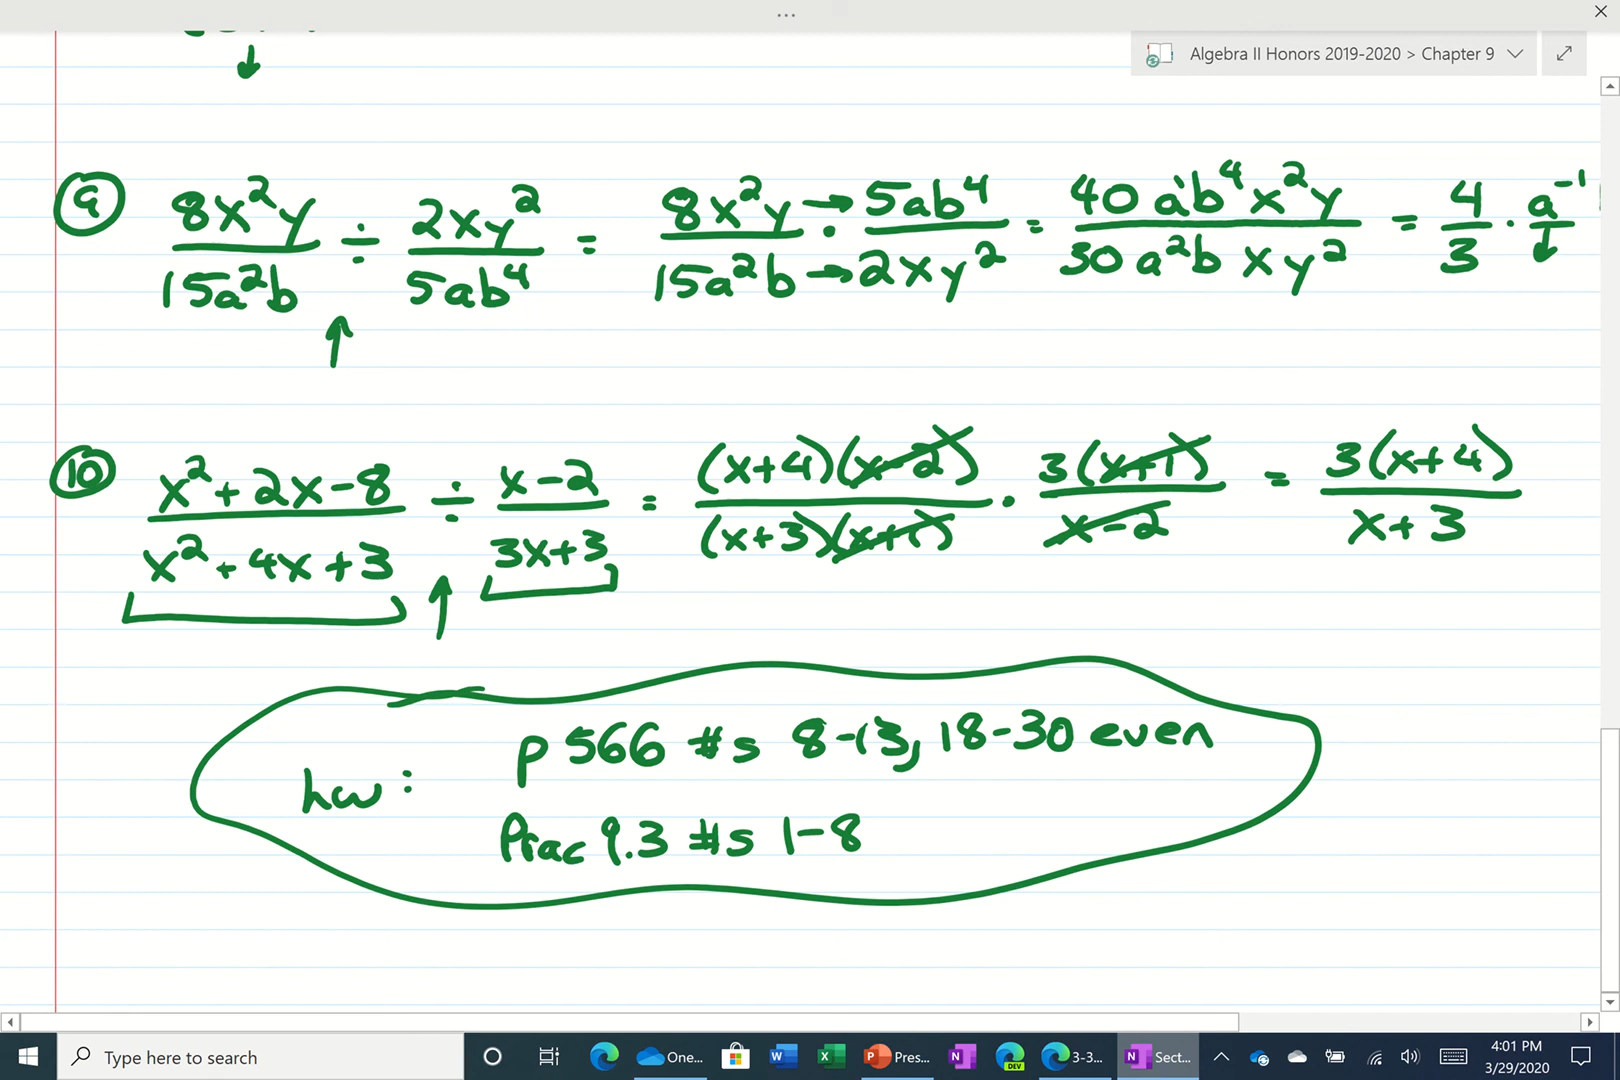 ...
Algebra II Honors 2019-2020 > Chapter 9
9 8x²y/15a²b ÷ 2xy²/5ab⁴ = 8x²y/15a²b · 5ab⁴/2xy² = 40a¹b⁴x²y/30a²bxy² = 4/3 · a⁻¹
10 x²+2x-8/x²+4x+3 ÷ x-2/3x+3 = (x+4)(x-2)/(x+3)(x+1) · 3(x+1)/x-2 = 3(x+4)/x+3
hw: p 566 #s 8-13, 18-30 even
Prac 9.3 #s 1-8
Type here to search
One...
Pres...
DEV
3-3...
Sect...
4:01 PM
3/29/2020